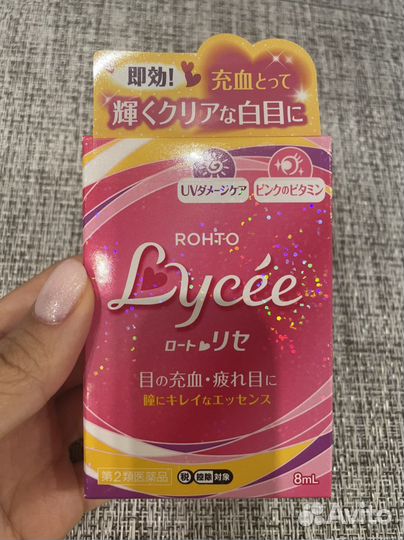 即効! 充血とって
輝くクリアな白目に
UVダメージケア ピンクのビタミン
ROHTO
Lycée
ロートリセ
目の充血・疲れ目に
瞳にキレイなエッセンス
第2類医薬品 税 控除 対象 8mL
Avito